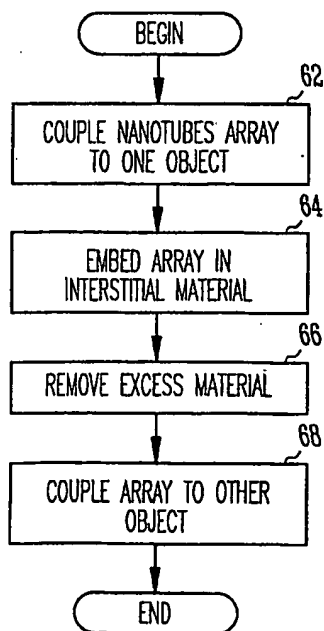 BEGIN
62
COUPLE NANOTUBES ARRAY
TO ONE OBJECT
64
EMBED ARRAY IN
INTERSTITIAL MATERIAL
66
REMOVE EXCESS MATERIAL
68
COUPLE ARRAY TO OTHER
OBJECT
END